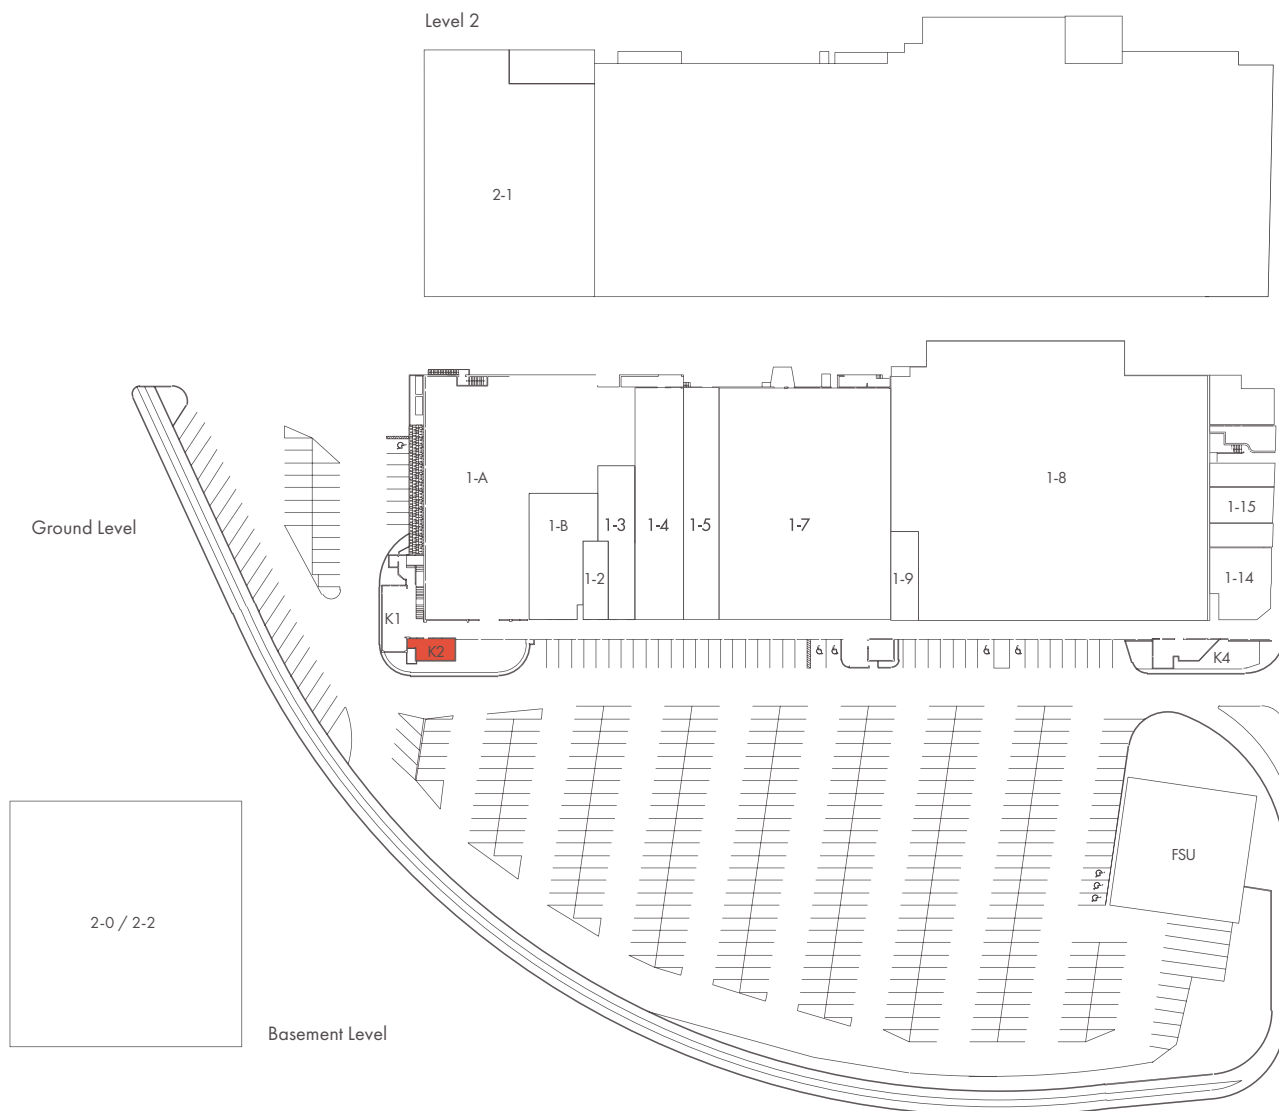 Level 2
2-1
Ground Level
1-A
1-B
1-2
1-3
1-4
1-5
1-7
1-8
1-9
1-15
1-14
K1
K2
K4
FSU
2-0 / 2-2
Basement Level